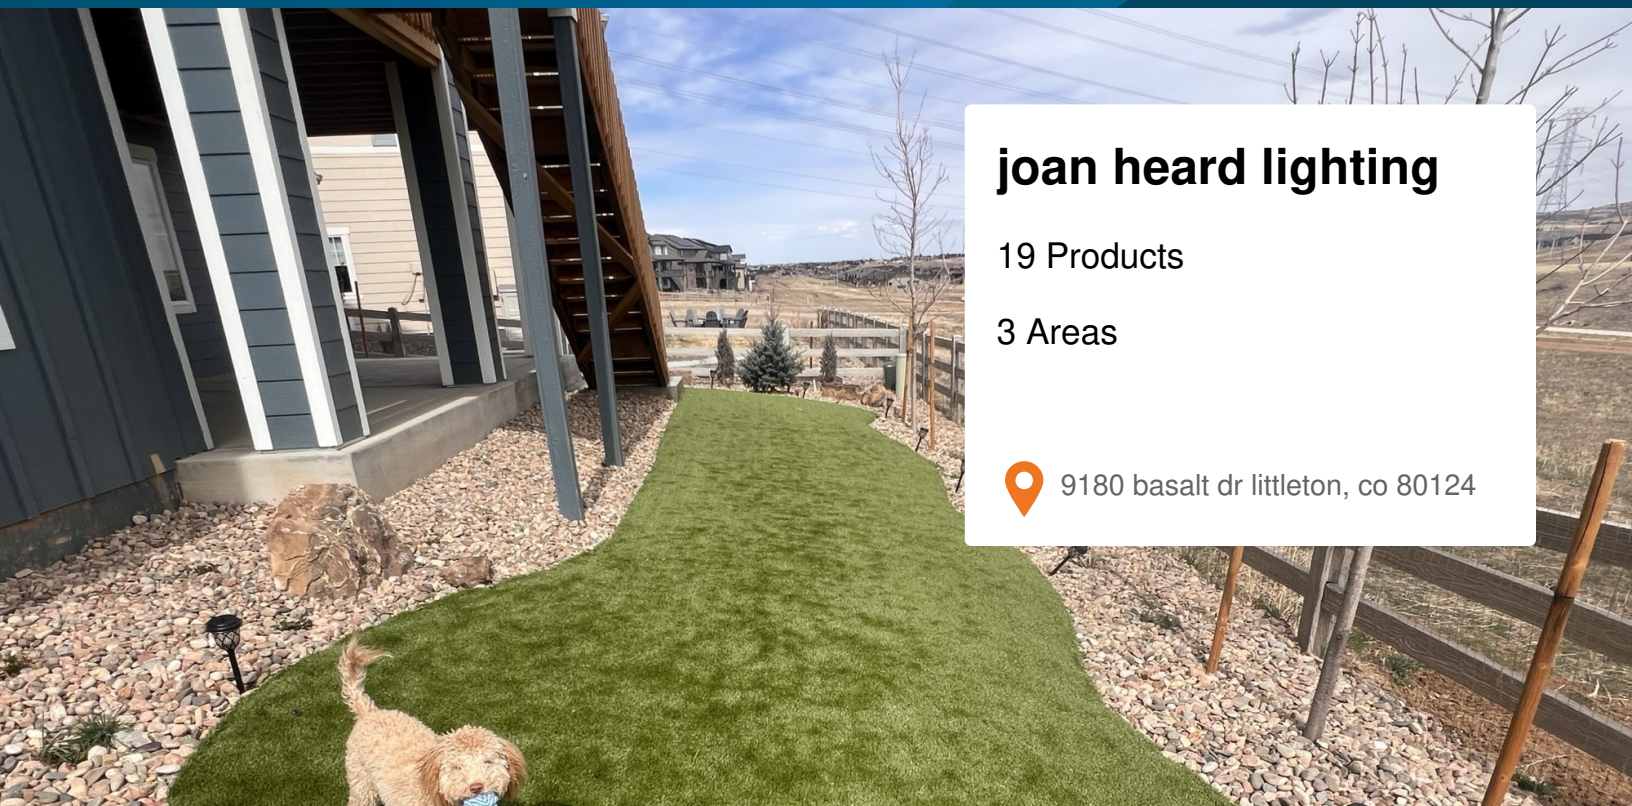 joan heard lighting
19 Products
3 Areas
9180 basalt dr littleton, co 80124